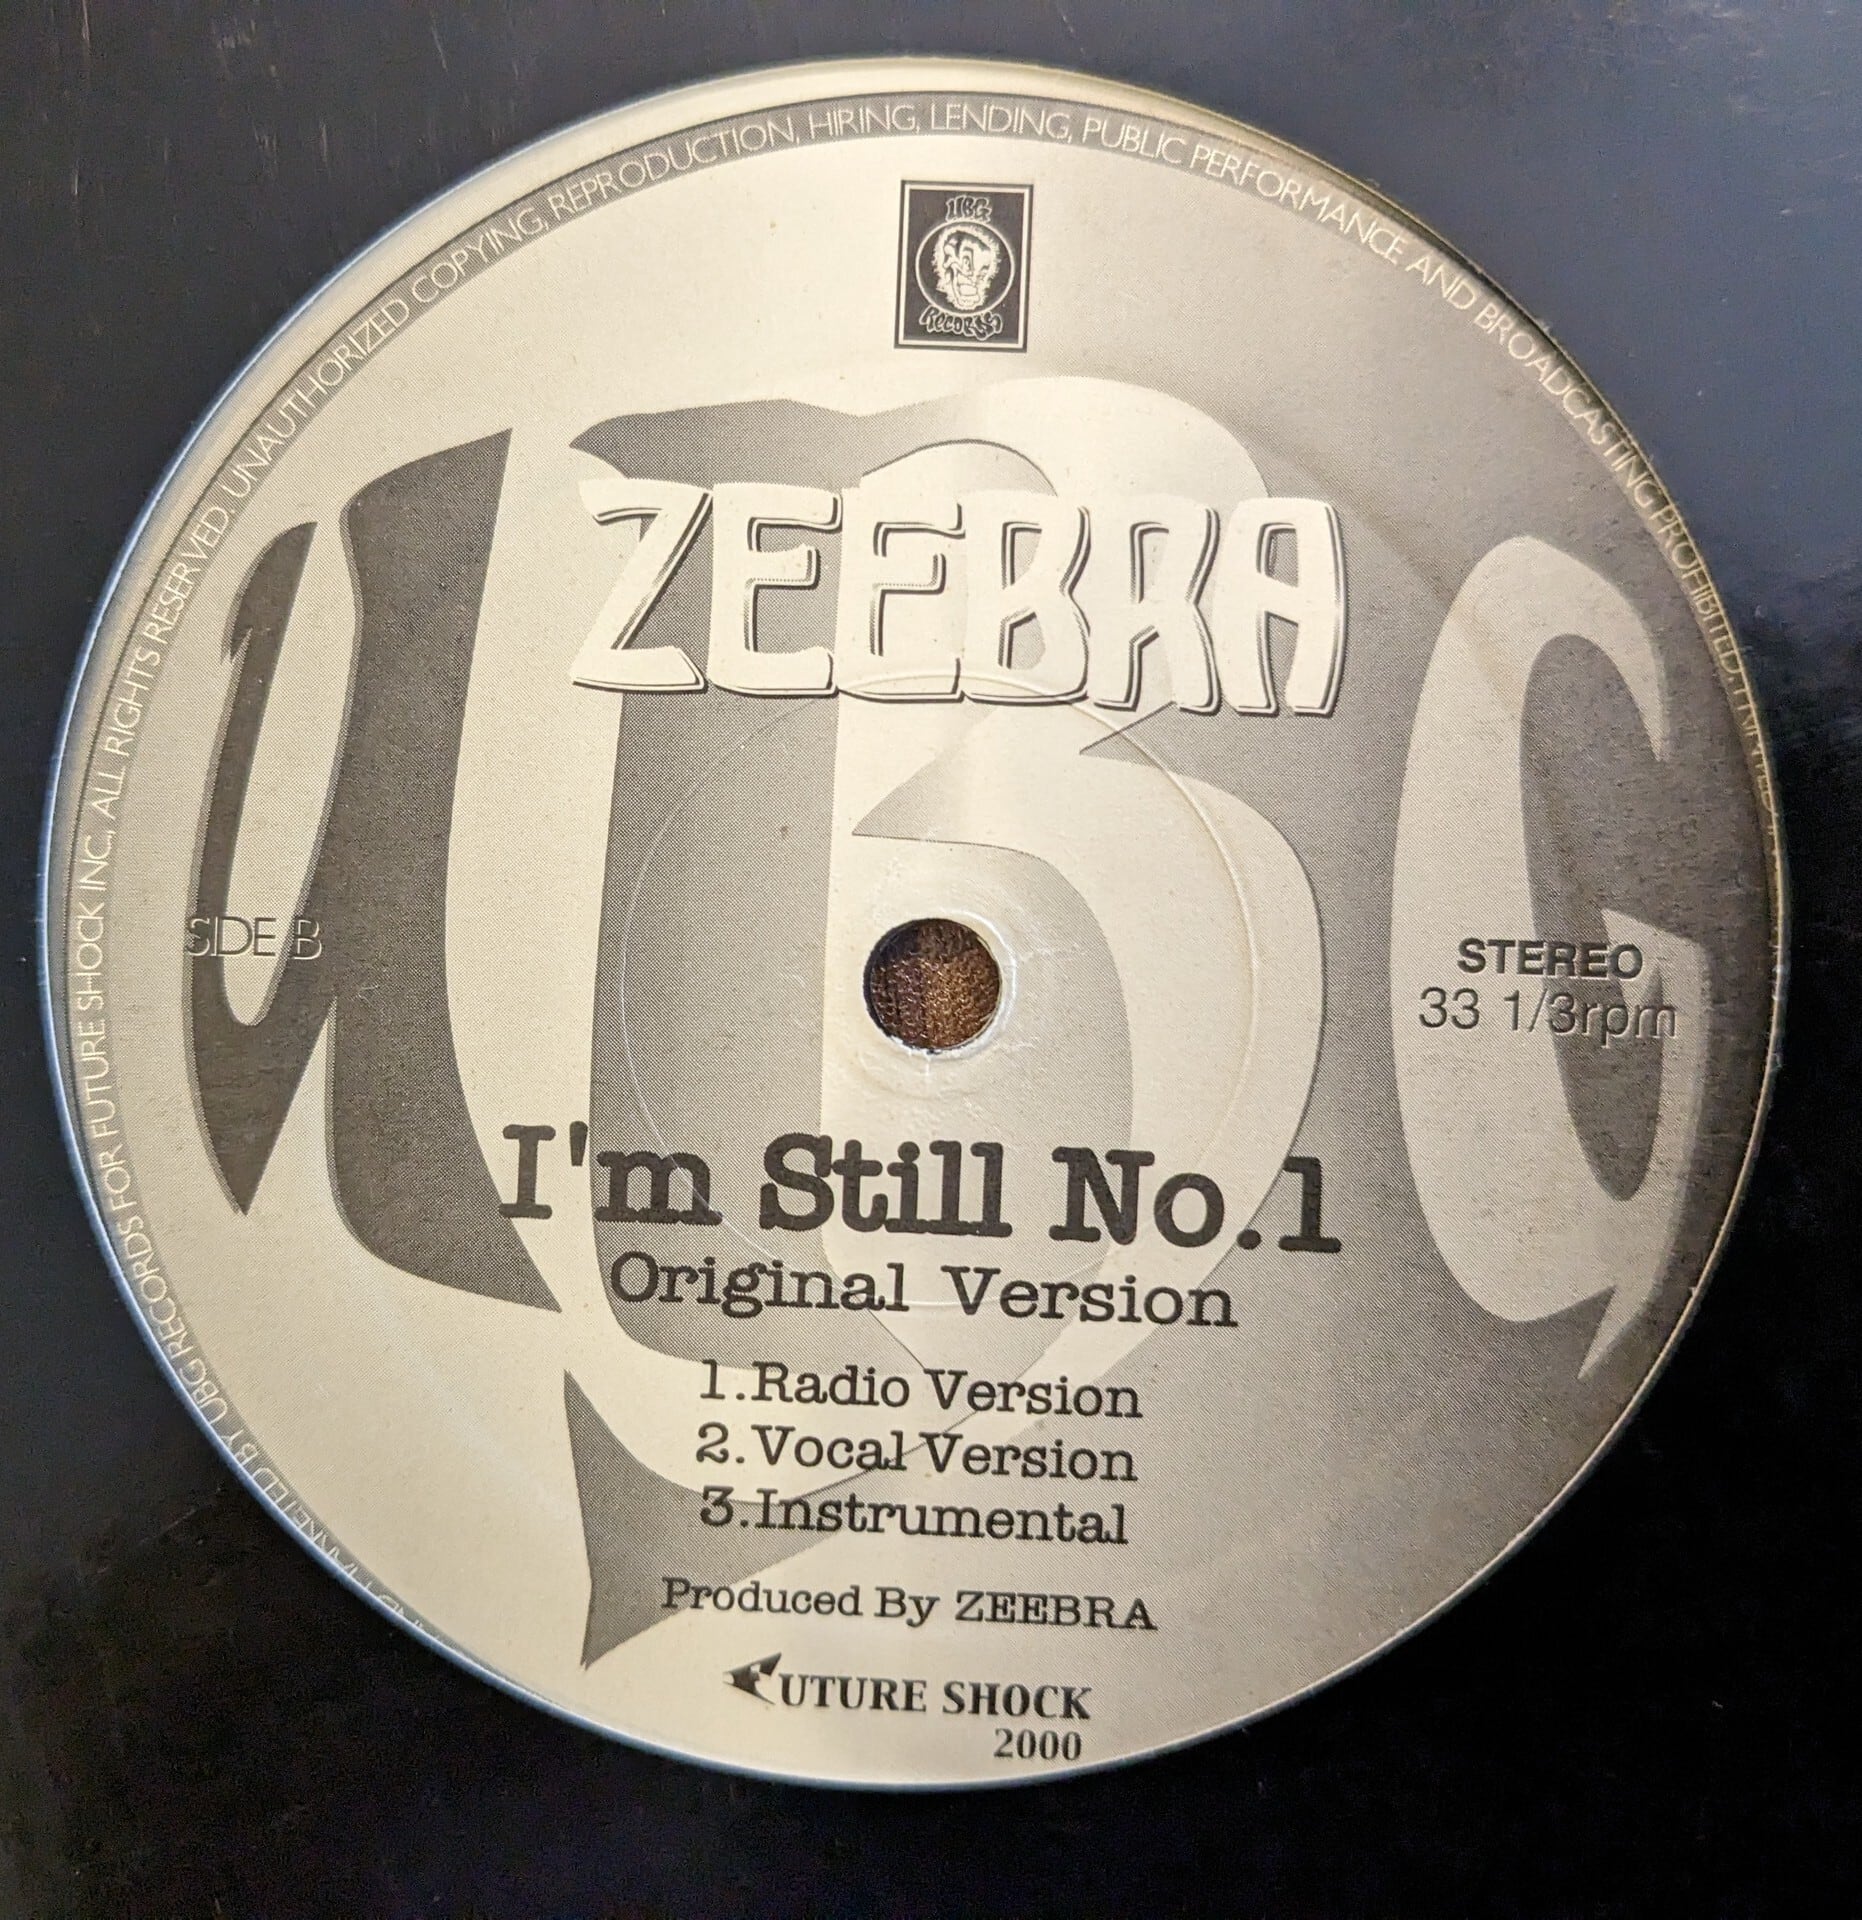 UBG
RECORDS
ZEEBRA
UBG
SIDE B
STEREO
33 1/3rpm
I'm Still No.1
Original Version
1.Radio Version
2.Vocal Version
3.Instrumental
Produced By ZEEBRA
FUTURE SHOCK
2000
BY UBG RECORDS FOR FUTURE SHOCK INC., ALL RIGHTS RESERVED. UNAUTHORIZED COPYING, REPRODUCTION, HIRING, LENDING, PUBLIC PERFORMANCE AND BROADCASTING PROHIBITED.